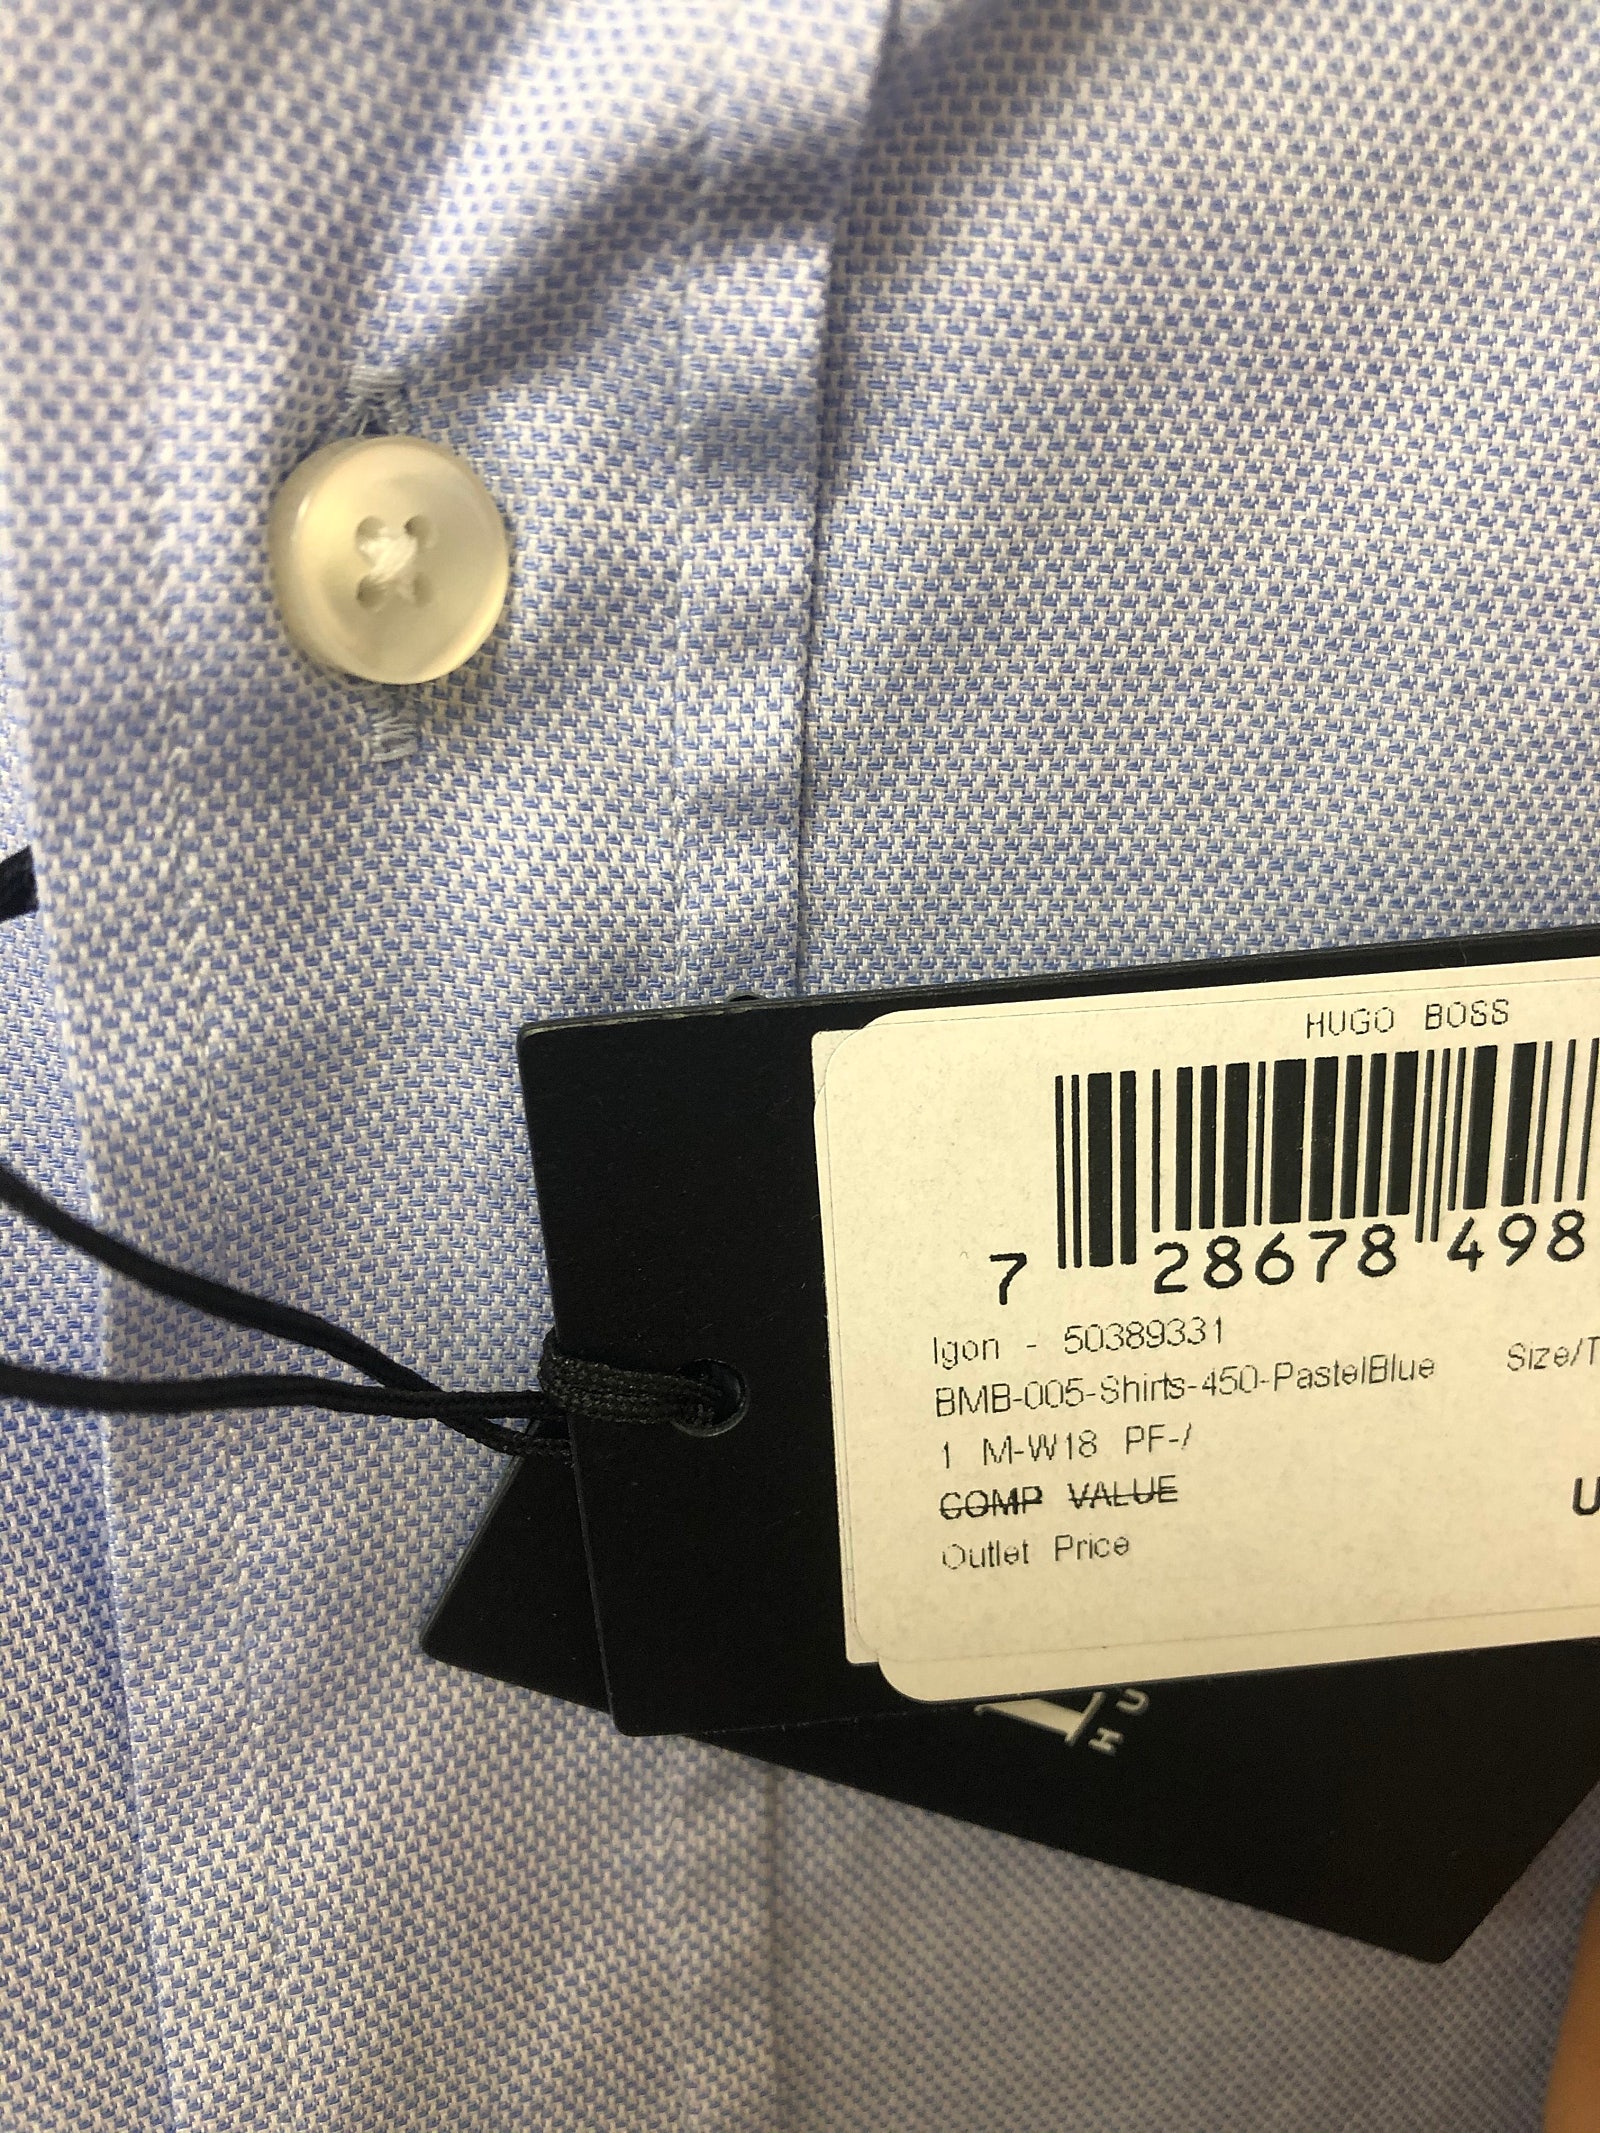 HUGO BOSS
7 28678 498
Igon - 50389331
BMB-005-Shirts-450-PastelBlue Size/T
1 M-W18 PF-/
COMP VALUE U
Outlet Price
H U